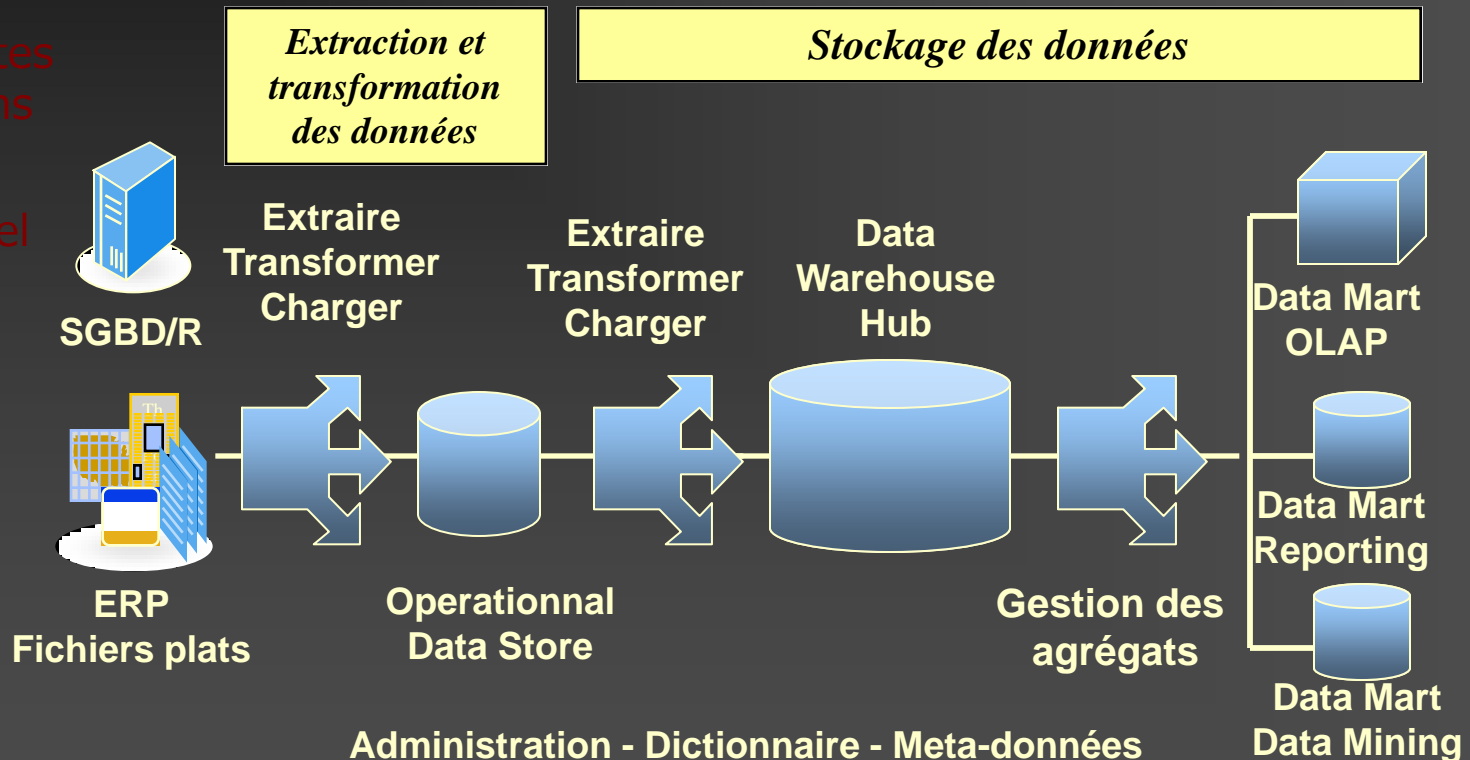 Extraction et
transformation
des données
Stockage des données
el
SGBD/R
Extraire
Transformer
Charger
Extraire
Transformer
Charger
Data
Warehouse
Hub
Data Mart
OLAP
Th
ERP
Fichiers plats
Operationnal
Data Store
Gestion des
agrégats
Data Mart
Reporting
Data Mart
Data Mining
Administration - Dictionnaire - Meta-données